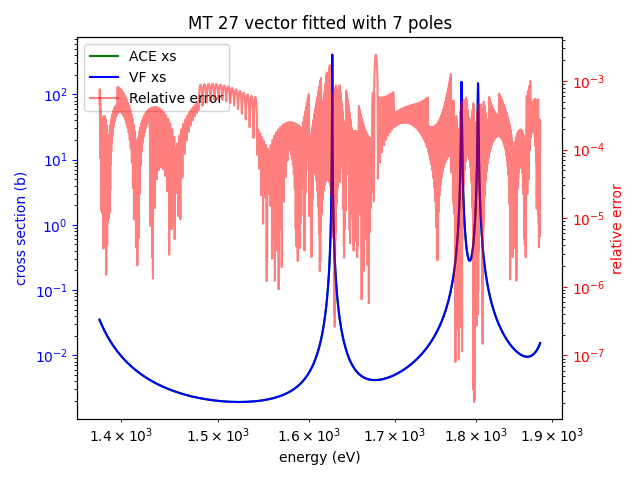 MT 27 vector fitted with 7 poles
ACE xs
VF xs
Relative error
cross section (b)
10²
10¹
10⁰
10⁻¹
10⁻²
10⁻³
10⁻⁴
10⁻⁵
10⁻⁶
10⁻⁷
relative error
1.4 × 10³ 1.5 × 10³ 1.6 × 10³ 1.7 × 10³ 1.8 × 10³ 1.9 × 10³
energy (eV)